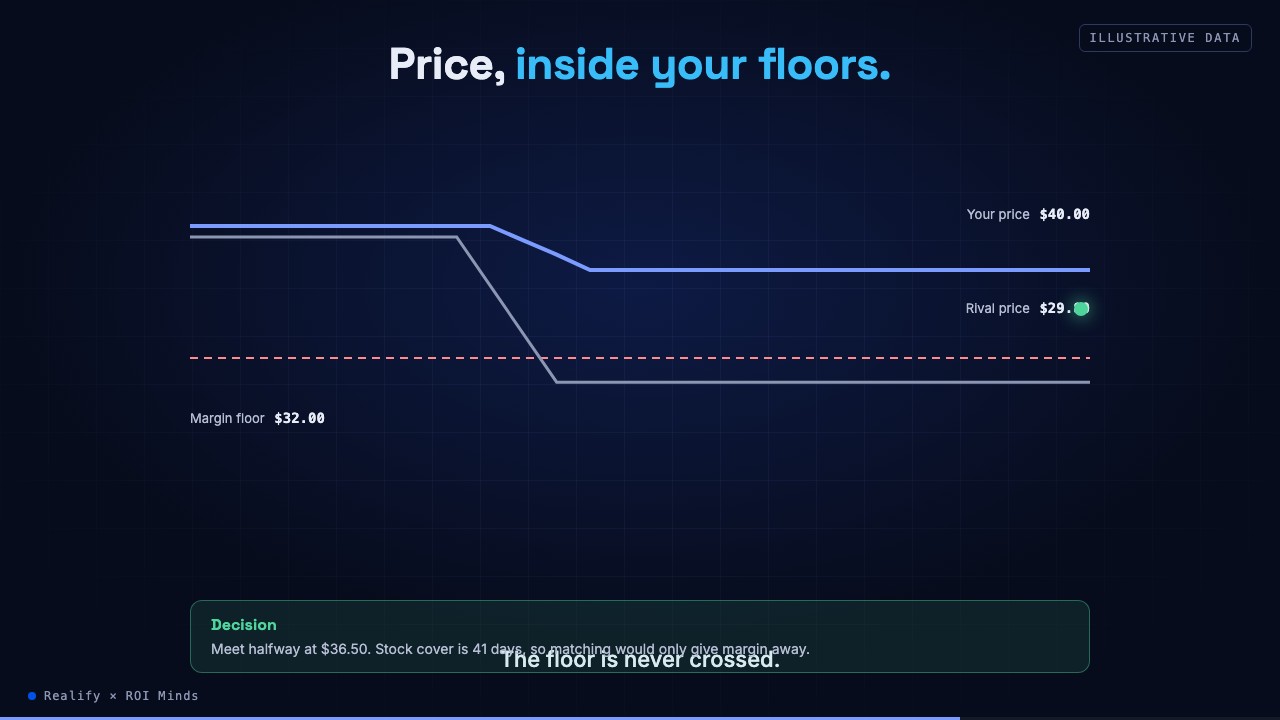 ILLUSTRATIVE DATA
Price, inside your floors.
Your price $40.00
Rival price $29.
Margin floor $32.00
Decision
Meet halfway at $36.50. Stock cover is 41 days, so matching would only give margin away.
The floor is never crossed.
Realify × ROI Minds